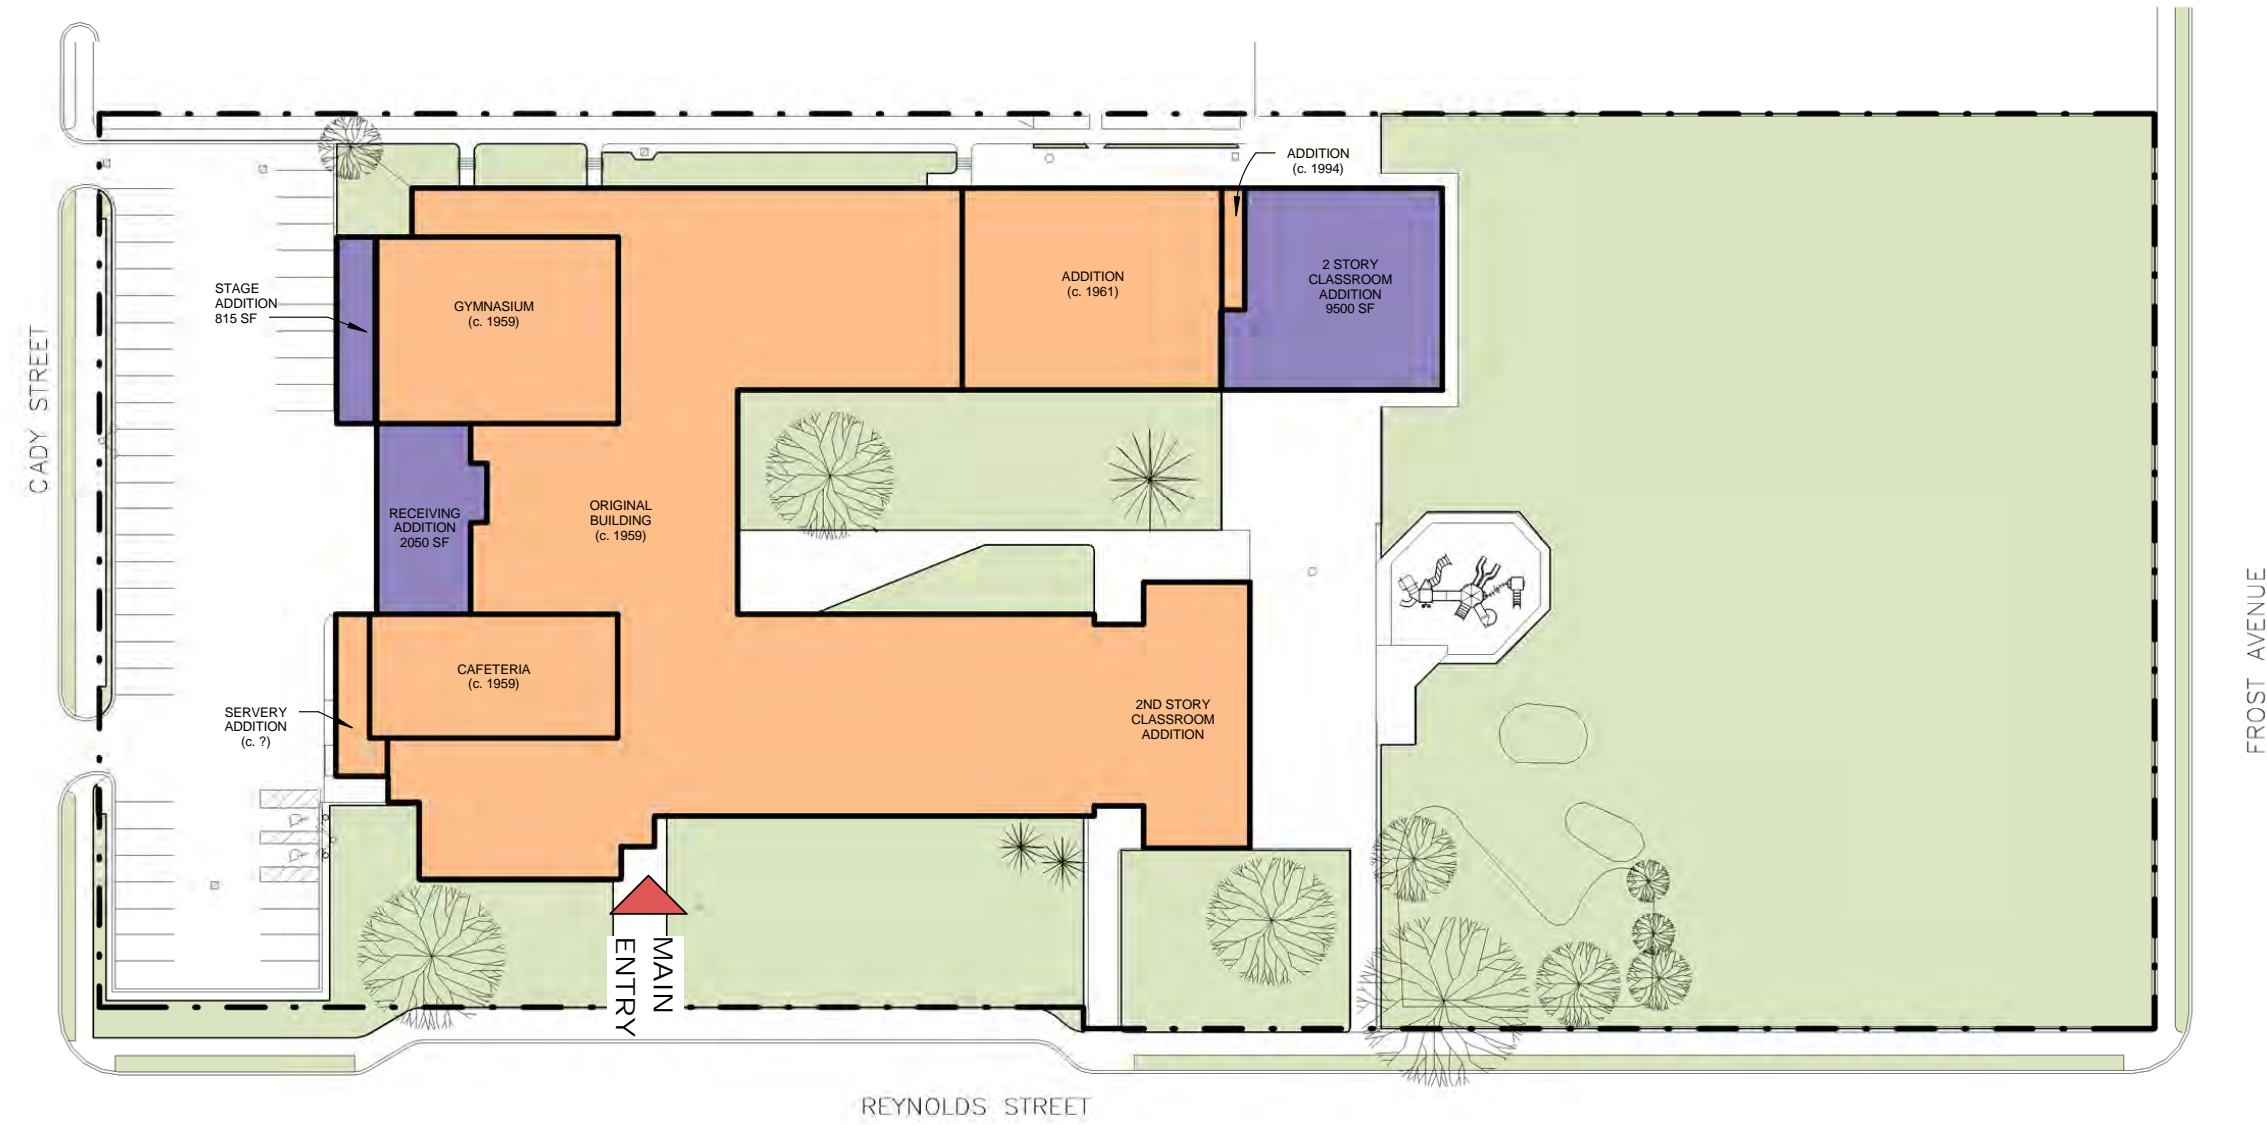 ADDITION
(c. 1994)
STAGE
ADDITION
815 SF
GYMNASIUM
(c. 1959)
ADDITION
(c. 1961)
2 STORY
CLASSROOM
ADDITION
9500 SF
CADY STREET
RECEIVING
ADDITION
2050 SF
ORIGINAL
BUILDING
(c. 1959)
CAFETERIA
(c. 1959)
SERVERY
ADDITION
(c. ?)
2ND STORY
CLASSROOM
ADDITION
FROST AVENUE
MAIN
ENTRY
REYNOLDS STREET